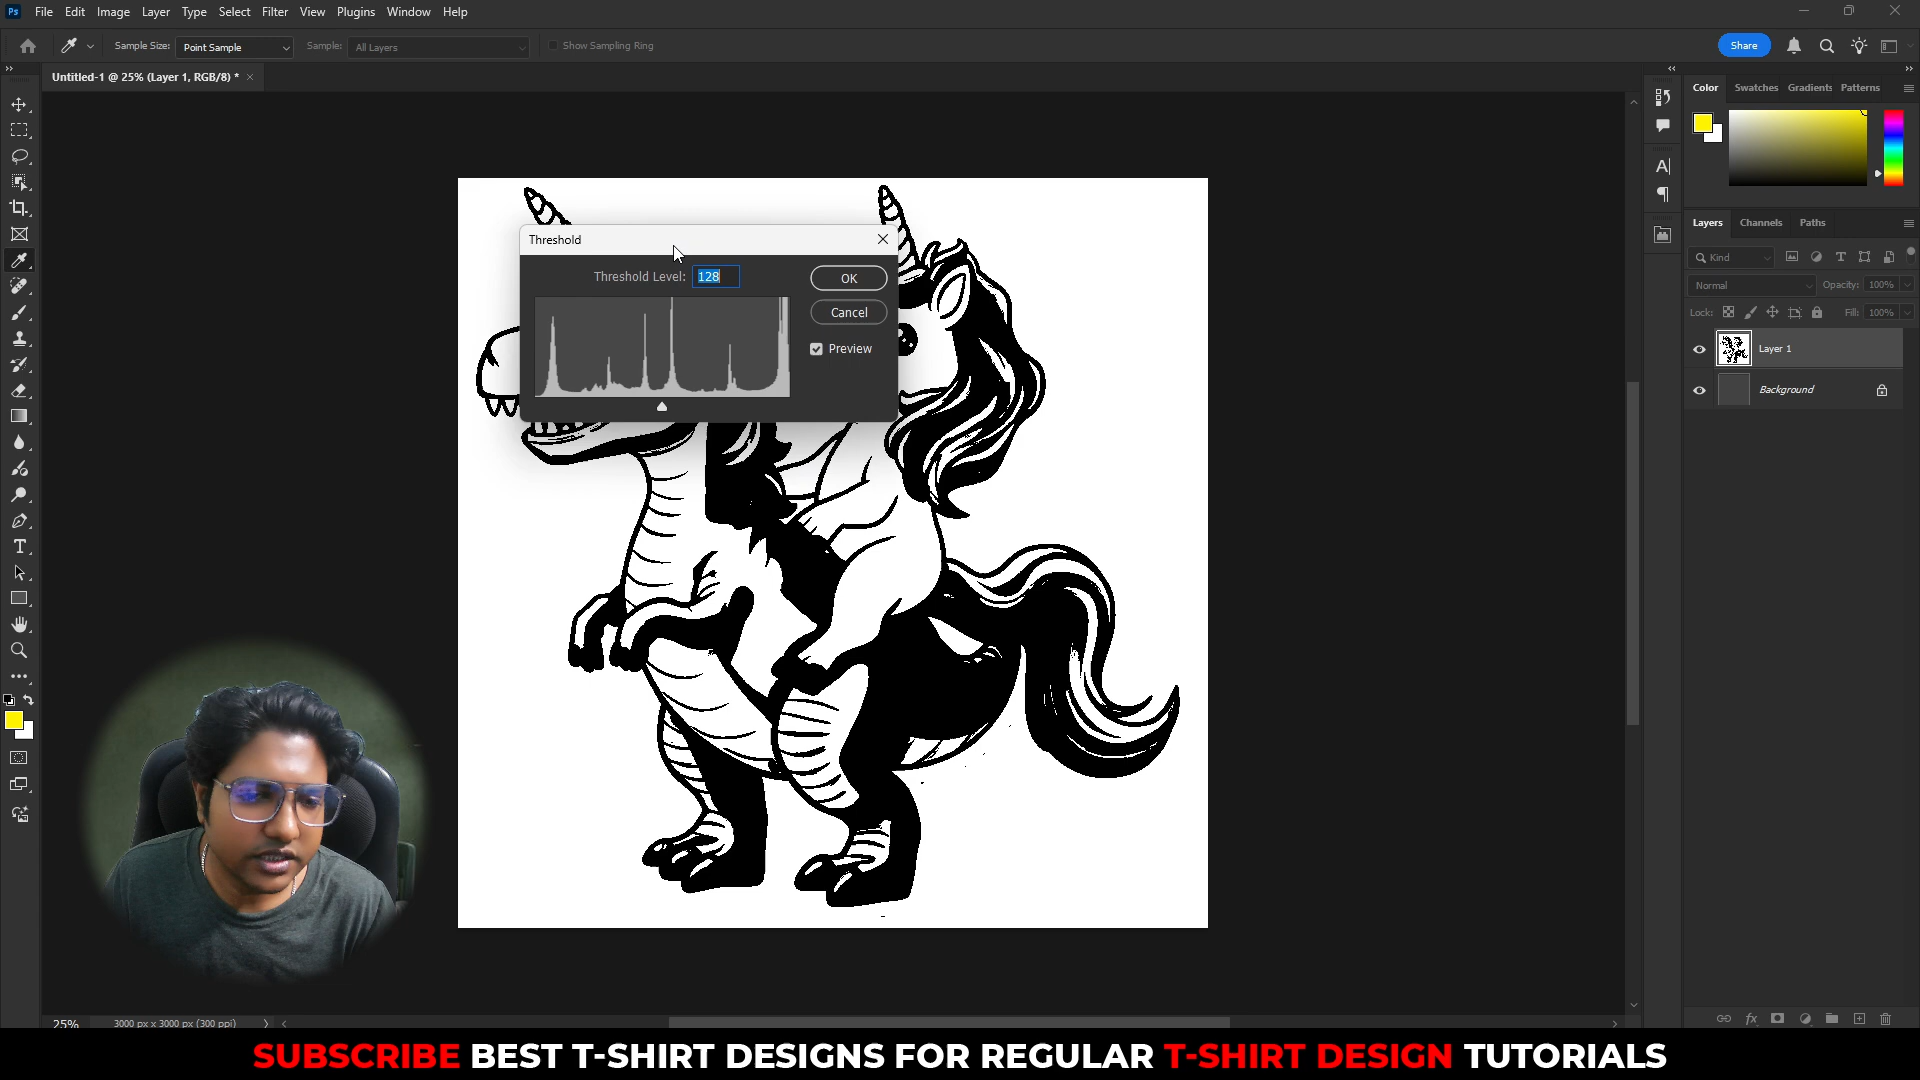 Ps File Edit Image Layer Type Select Filter View Plugins Window Help
Sample Size: Point Sample Sample: All Layers Show Sampling Ring Share
Untitled-1 @ 25% (Layer 1, RGB/8) *
Color Swatches Gradients Patterns
Layers Channels Paths
Kind
Normal Opacity: 100%
Lock: Fill: 100%
Layer 1
Background
Threshold
Threshold Level: 128
OK
Cancel
Preview
25% 3000 px x 3000 px (300 ppi)
SUBSCRIBE BEST T-SHIRT DESIGNS FOR REGULAR T-SHIRT DESIGN TUTORIALS